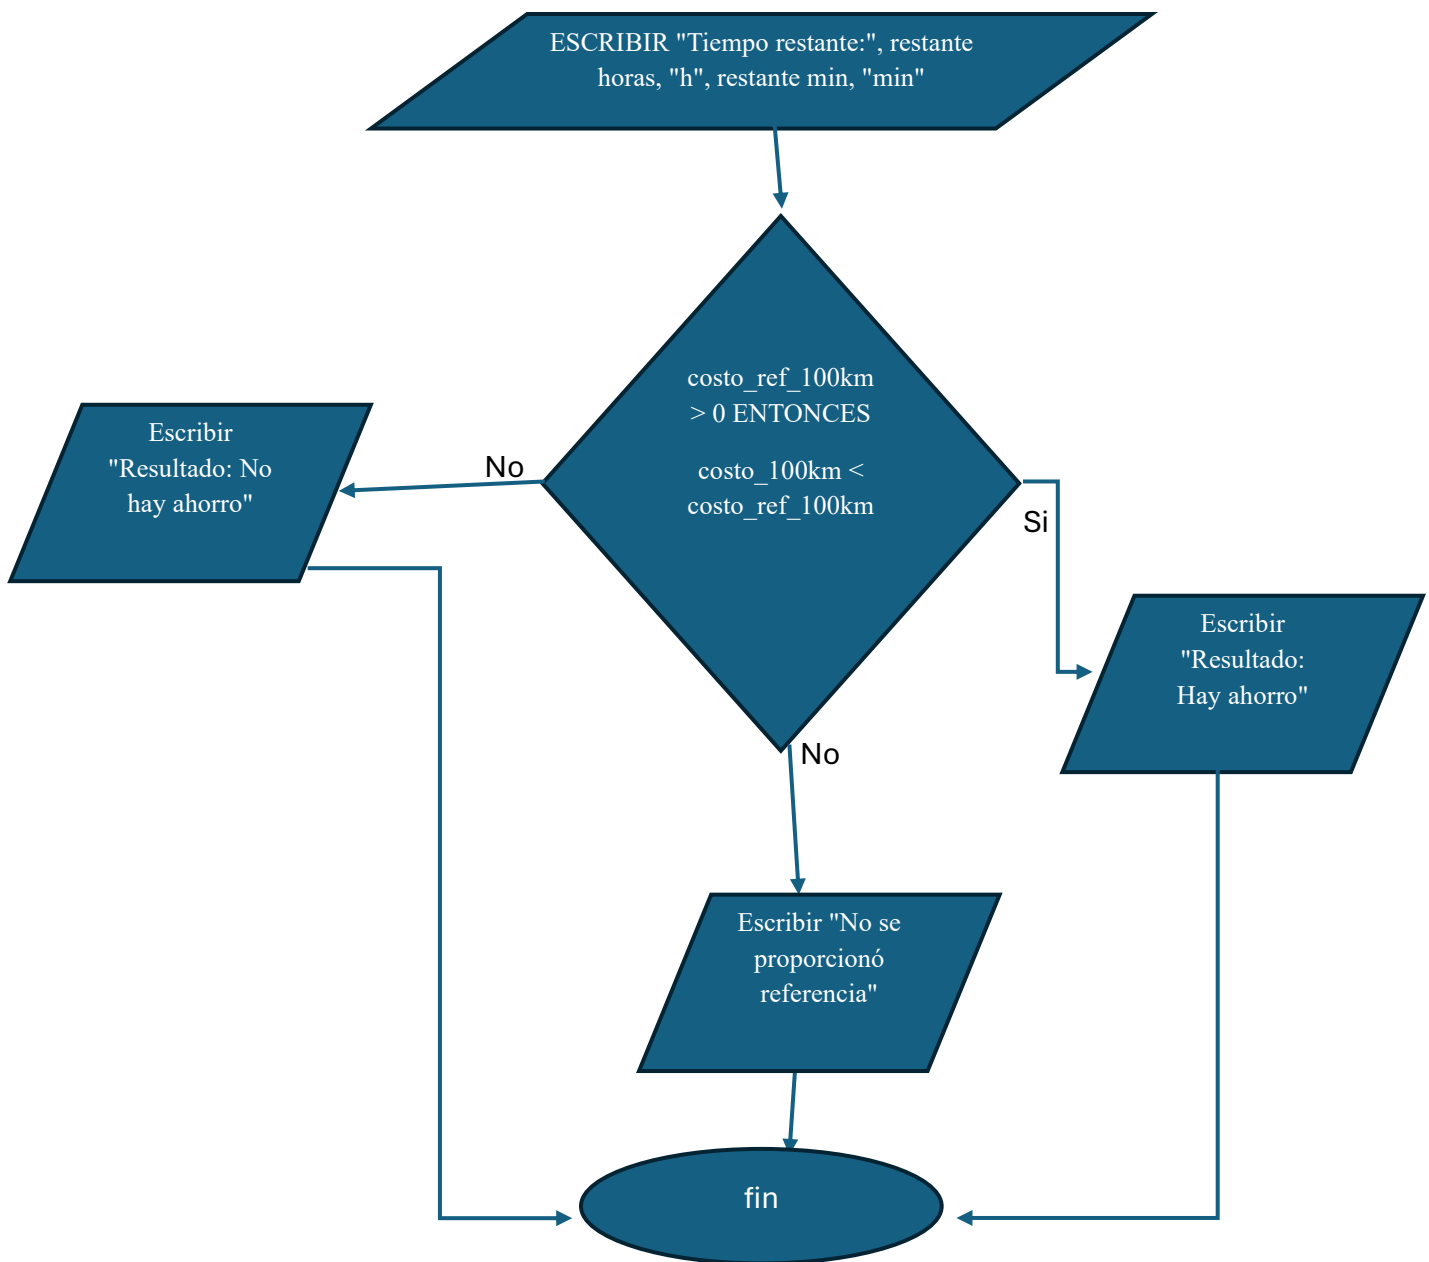 ESCRIBIR "Tiempo restante:", restante
horas, "h", restante min, "min"
costo_ref_100km
> 0 ENTONCES
costo_100km <
costo_ref_100km
No
Escribir
"Resultado: No
hay ahorro"
Si
Escribir
"Resultado:
Hay ahorro"
No
Escribir "No se
proporcionó
referencia"
fin